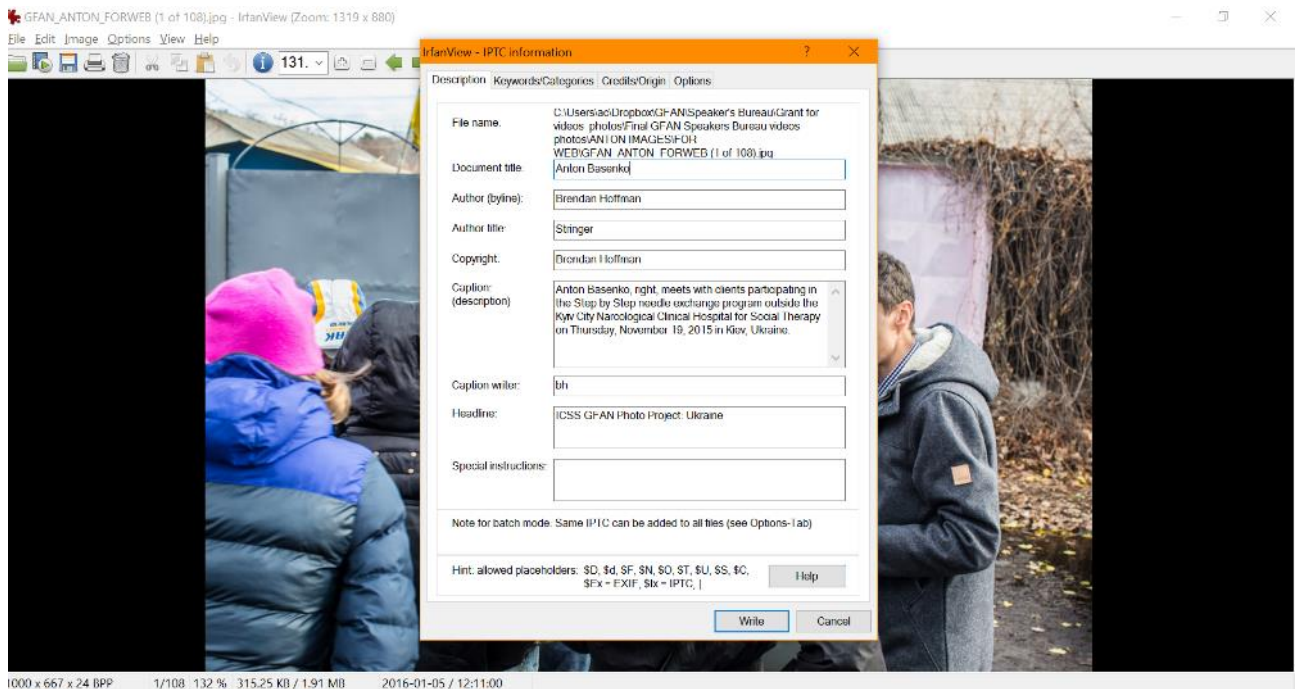 GFAN_ANTON_FORWEB (1 of 108).jpg - IrfanView (Zoom: 1319 x 880)
File Edit Image Options View Help
131.
IrfanView - IPTC information
Description Keywords/Categories Credits/Origin Options
File name.
C:\Users\ac\Dropbox\GFAN\Speaker's Bureau\Grant for
videos photos\Final GFAN Speakers Bureau videos
photos\ANTON IMAGES\FOR
WEB\GFAN_ANTON_FORWEB (1 of 108).jpg
Document title. Anton Basenko
Author (byline): Brendan Hoffman
Author title: Stringer
Copyright. Brendan Hoffman
Caption:
(description)
Anton Basenko, right, meets with clients participating in
the Step by Step needle exchange program outside the
Kyiv City Narcological Clinical Hospital for Social Therapy
on Thursday, November 19, 2015 in Kiev, Ukraine.
Caption writer: bh
Headline: ICSS GFAN Photo Project: Ukraine
Special instructions:
Note for batch mode. Same IPTC can be added to all files (see Options-Tab)
Hint: allowed placeholders: $D, $d, $F, $N, $O, $T, $U, $S, $C,
$Ex = EXIF, $Ix = IPTC, |
Help
Write Cancel
1000 x 667 x 24 BPP 1/108 132 % 315.25 KB / 1.91 MB 2016-01-05 / 12:11:00